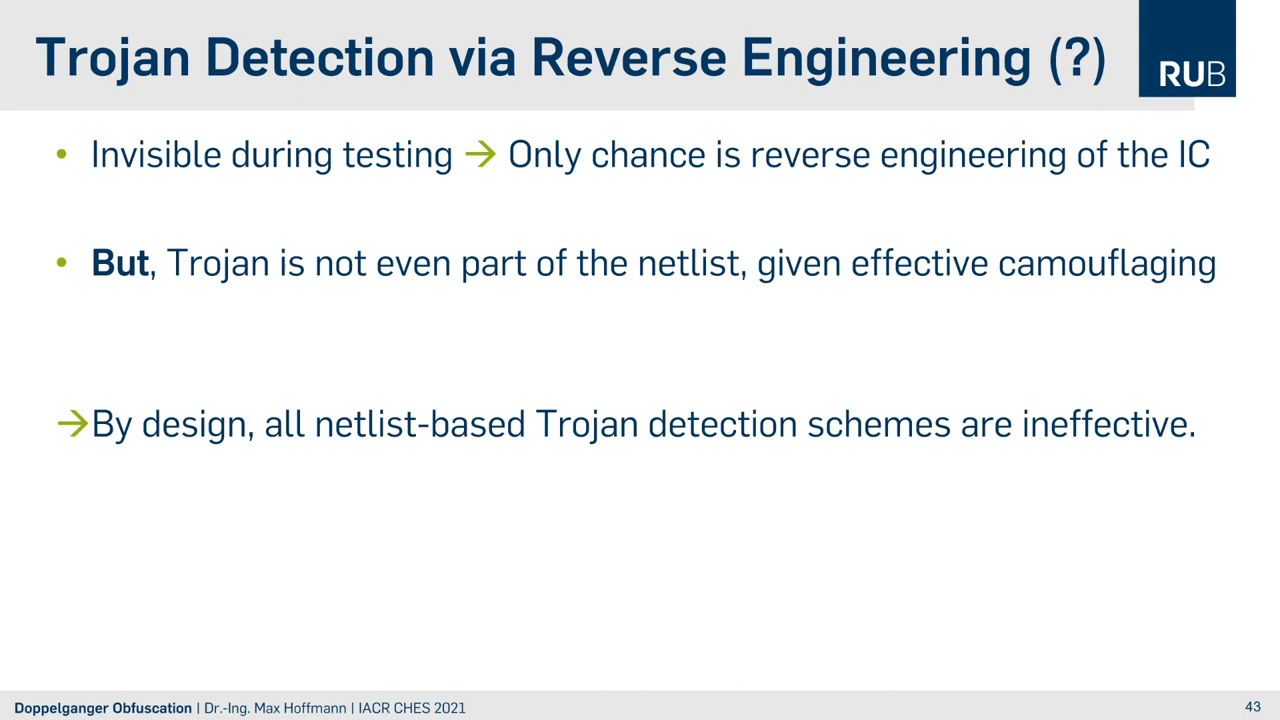 Trojan Detection via Reverse Engineering (?)
RUB
• Invisible during testing → Only chance is reverse engineering of the IC
• But, Trojan is not even part of the netlist, given effective camouflaging
→By design, all netlist-based Trojan detection schemes are ineffective.
Doppelganger Obfuscation | Dr.-Ing. Max Hoffmann | IACR CHES 2021
43